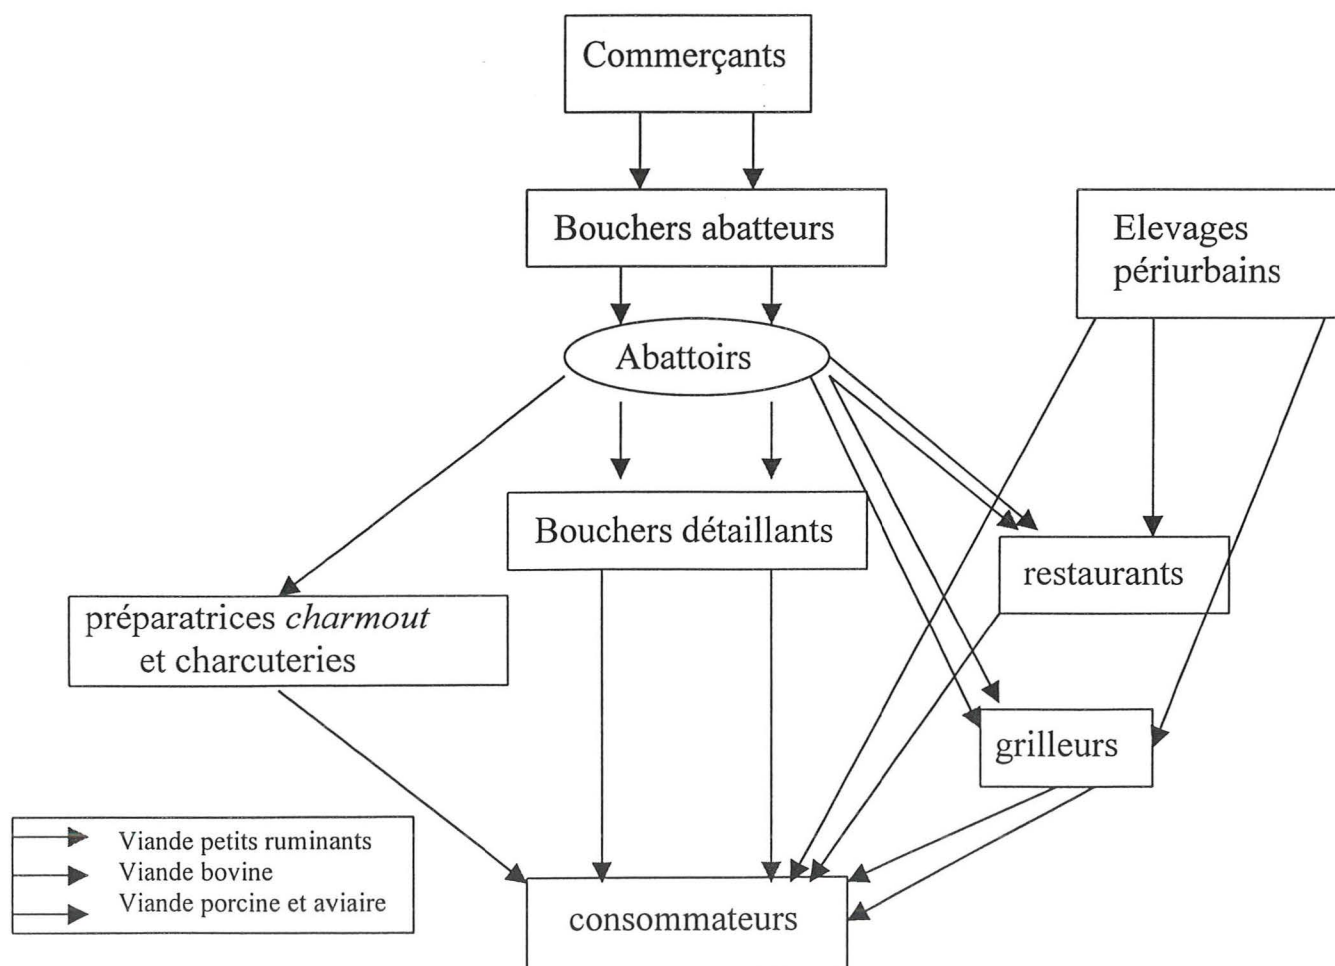 Commerçants
Bouchers abatteurs
Elevages
périurbains
Abattoirs
Bouchers détaillants
restaurants
préparatrices charmout
et charcuteries
grilleurs
Viande petits ruminants
Viande bovine
Viande porcine et aviaire
consommateurs